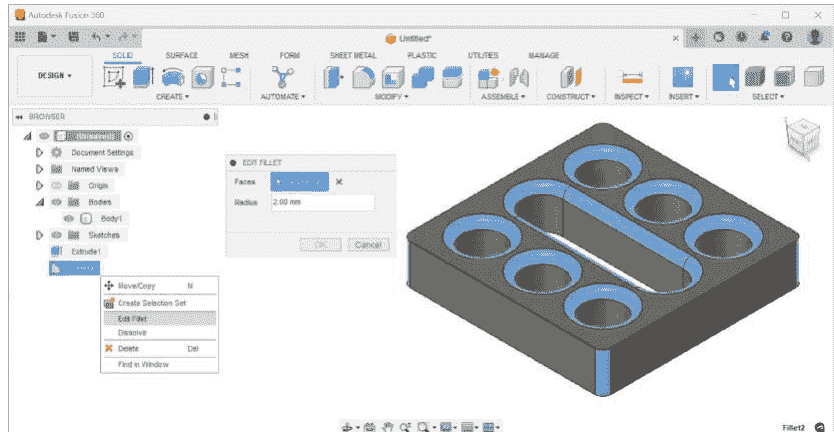 Autodesk Fusion 360
Untitled*
SOLID SURFACE MESH FORM SHEET METAL PLASTIC UTILITIES MANAGE
DESIGN
CREATE AUTOMATE MODIFY ASSEMBLE CONSTRUCT INSPECT INSERT SELECT
BROWSER
Document Settings
Named Views
Origin
Bodies
Body1
Sketches
Extrude1
EDIT FILLET
Faces
Radius 2.00 mm
OK Cancel
Move/Copy M
Create Selection Set
Edit Fillet
Dissolve
Delete Del
Find in Window
Fillet2